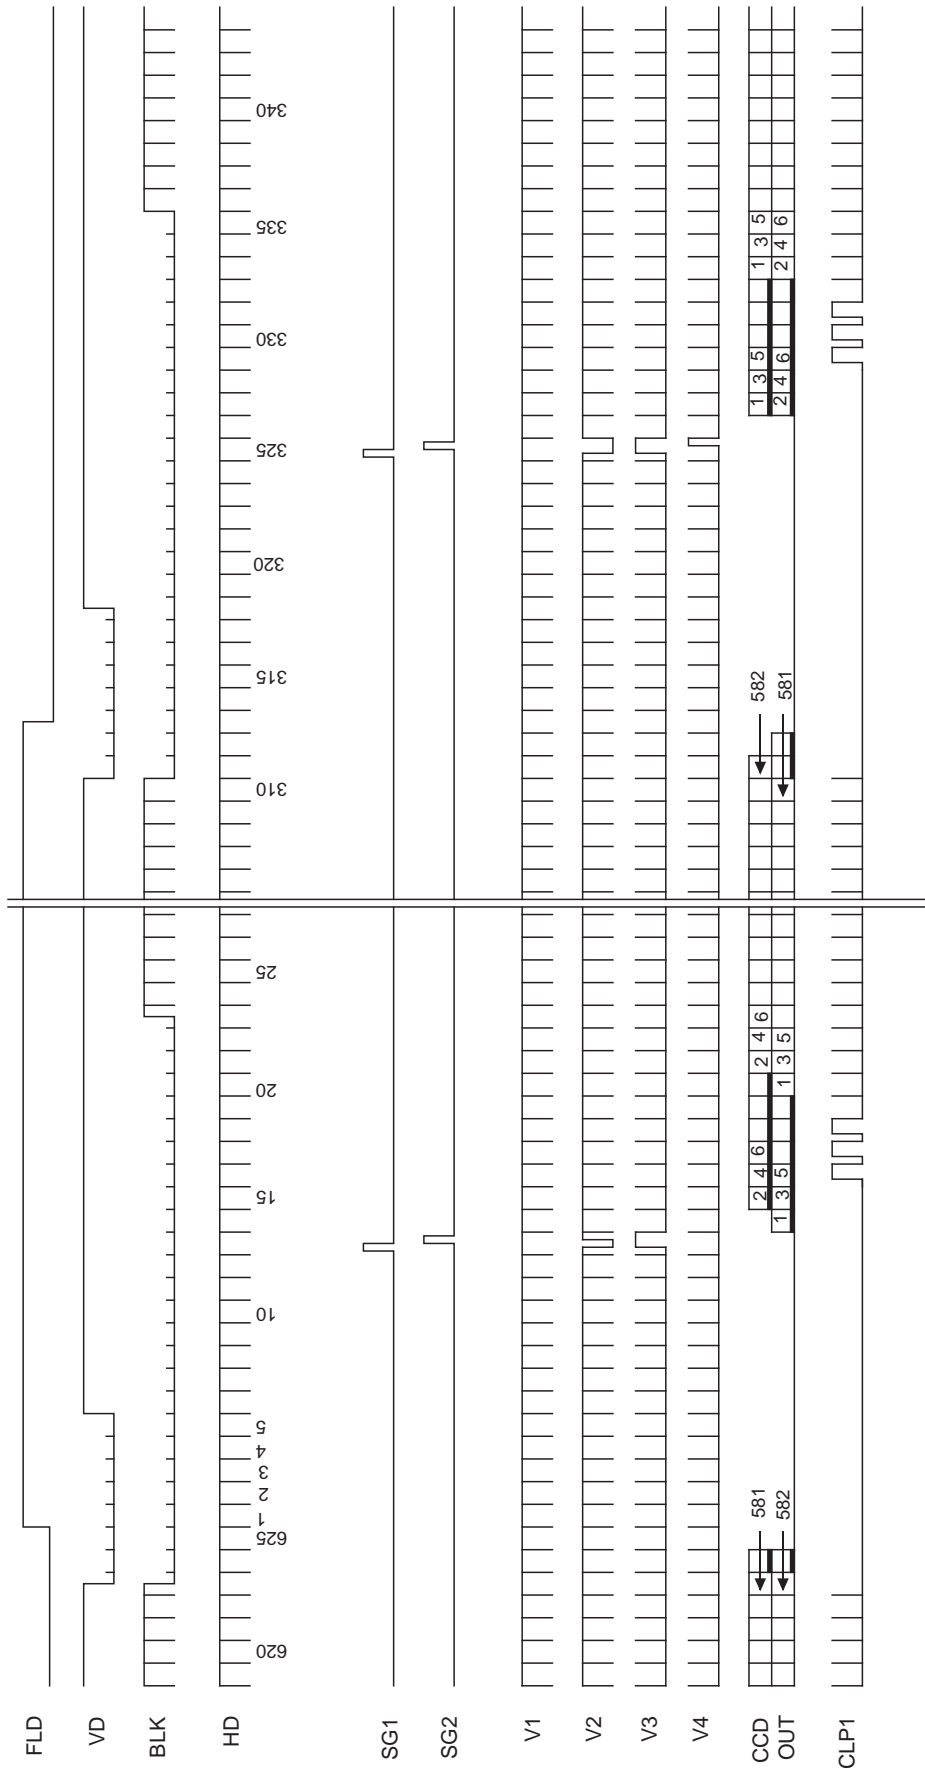 FLD
VD
BLK
HD
620 625 1 2 3 4 5 10 15 20 25 310 315 320 325 330 335 340
SG1
SG2
V1
V2
V3
V4
CCD 581 2 4 6 2 4 6 582 1 3 5 1 3 5
OUT 582 1 3 5 1 3 5 581 2 4 6 2 4 6
CLP1